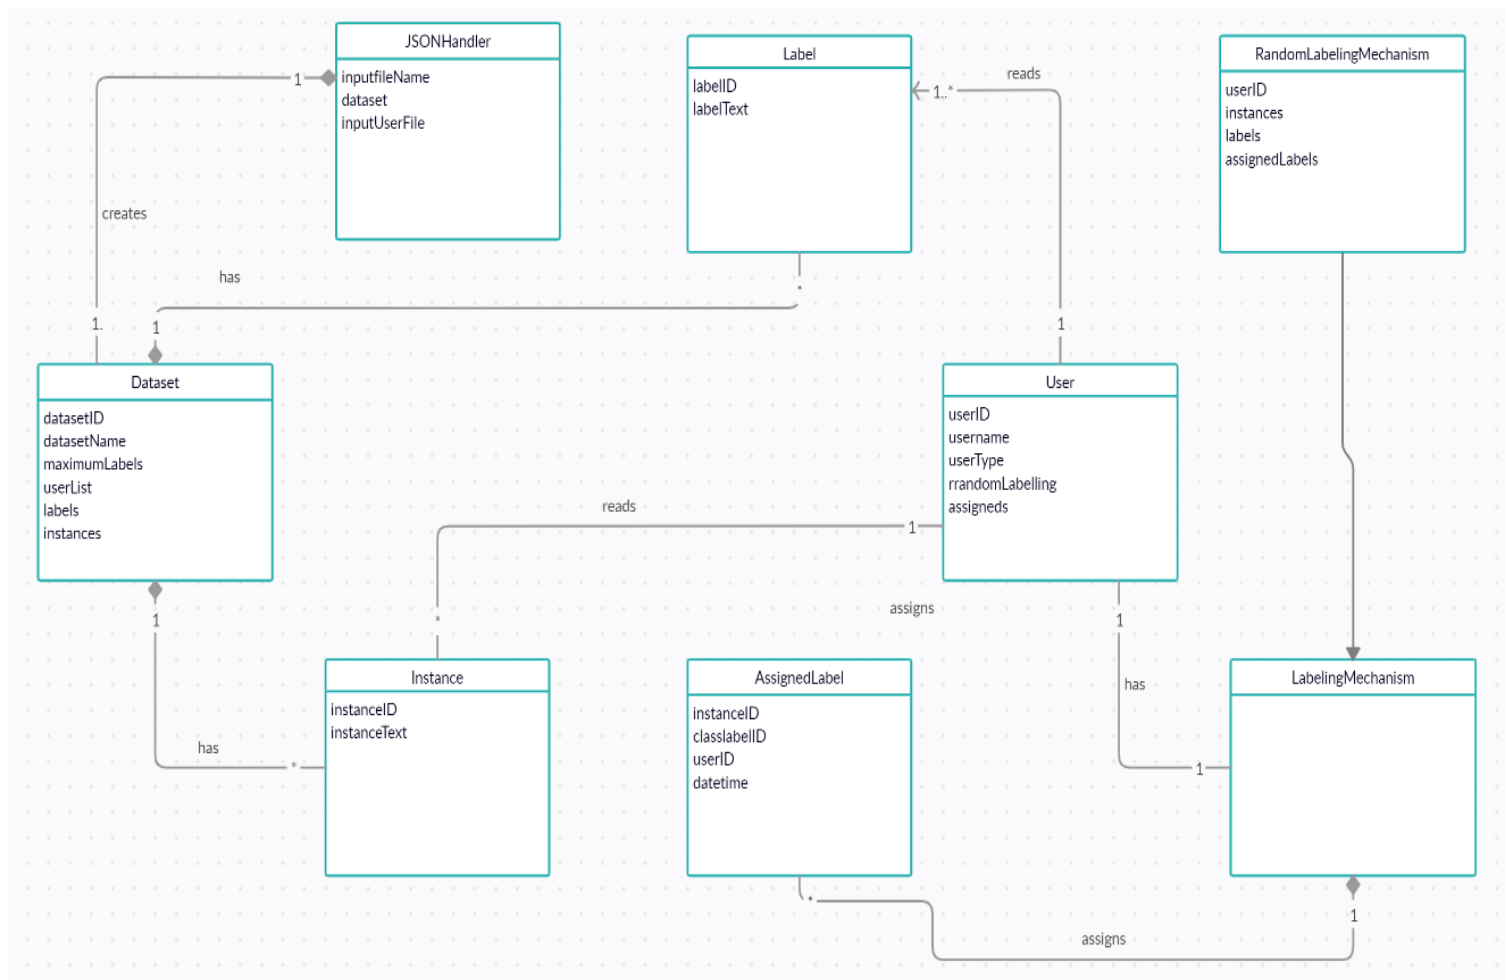 JSONHandler
inputfileName
dataset
inputUserFile
1
creates
1.
Label
labelID
labelText
reads
1..*
1
RandomLabelingMechanism
userID
instances
labels
assignedLabels
has
*
1
Dataset
datasetID
datasetName
maximumLabels
userList
labels
instances
User
userID
username
userType
rrandomLabelling
assigneds
reads
1
*
assigns
1
has
1
1
has
*
Instance
instanceID
instanceText
AssignedLabel
instanceID
classlabelID
userID
datetime
LabelingMechanism
*
assigns
1